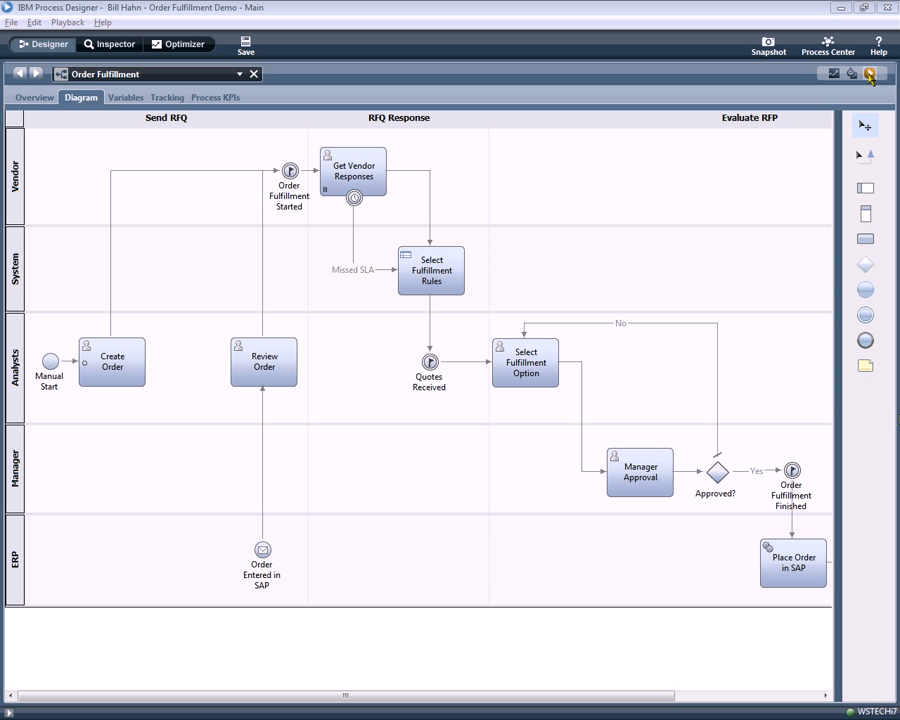 IBM Process Designer - Bill Hahn - Order Fulfillment Demo - Main
File Edit Playback Help
Designer Inspector Optimizer Save Snapshot Process Center Help
Order Fulfillment
Overview Diagram Variables Tracking Process KPIs
Send RFQ RFQ Response Evaluate RFP
Vendor
Order
Fulfillment
Started
Get Vendor
Responses
System
Missed SLA
Select
Fulfillment
Rules
Analysts
Manual
Start
Create
Order
Review
Order
Quotes
Received
Select
Fulfillment
Option
No
Manager
Manager
Approval
Approved?
Yes
Order
Fulfillment
Finished
ERP
Order
Entered in
SAP
Place Order
in SAP
WSTECHi7